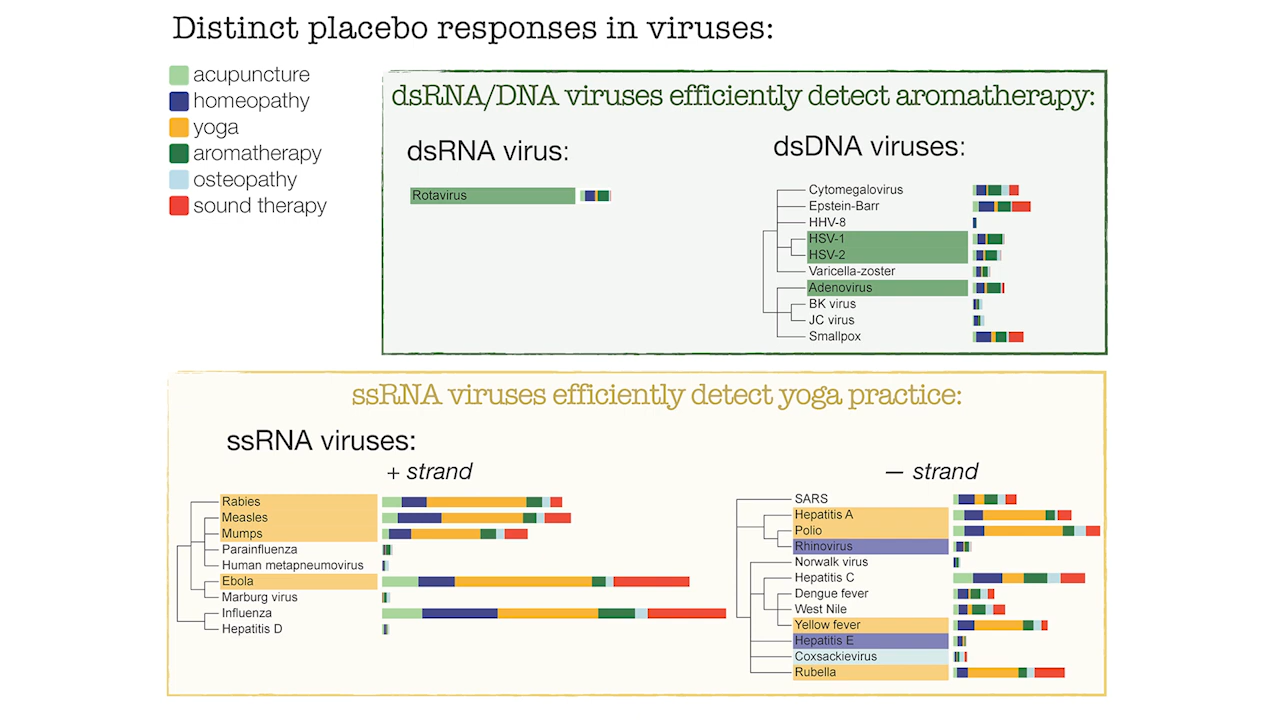 Distinct placebo responses in viruses:
acupuncture
homeopathy
yoga
aromatherapy
osteopathy
sound therapy
dsRNA/DNA viruses efficiently detect aromatherapy:
dsRNA virus:
Rotavirus
dsDNA viruses:
Cytomegalovirus
Epstein-Barr
HHV-8
HSV-1
HSV-2
Varicella-zoster
Adenovirus
BK virus
JC virus
Smallpox
ssRNA viruses efficiently detect yoga practice:
ssRNA viruses:
+ strand
Rabies
Measles
Mumps
Parainfluenza
Human metapneumovirus
Ebola
Marburg virus
Influenza
Hepatitis D
— strand
SARS
Hepatitis A
Polio
Rhinovirus
Norwalk virus
Hepatitis C
Dengue fever
West Nile
Yellow fever
Hepatitis E
Coxsackievirus
Rubella